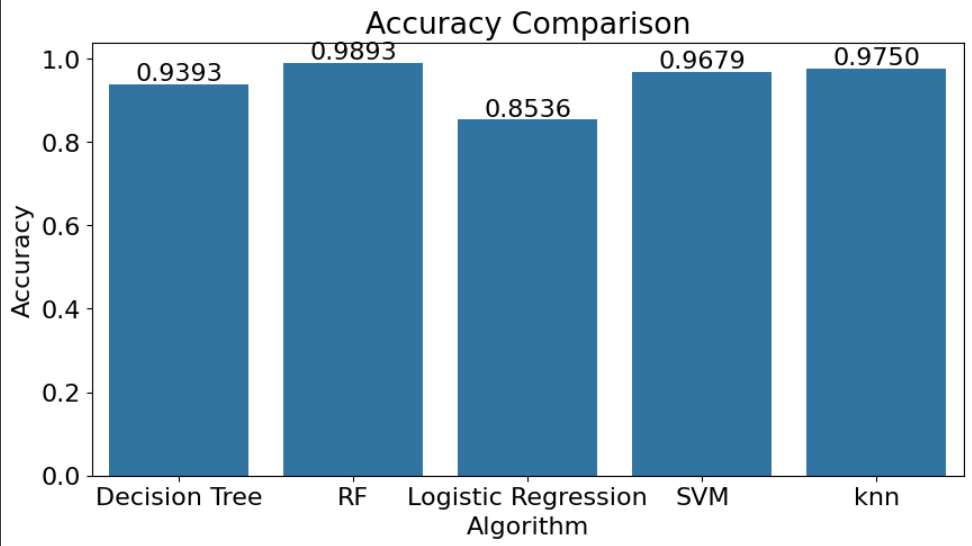 Accuracy Comparison
Accuracy
1.0
0.8
0.6
0.4
0.2
0.0
0.9393
0.9893
0.8536
0.9679
0.9750
Decision Tree RF Logistic Regression SVM knn
Algorithm